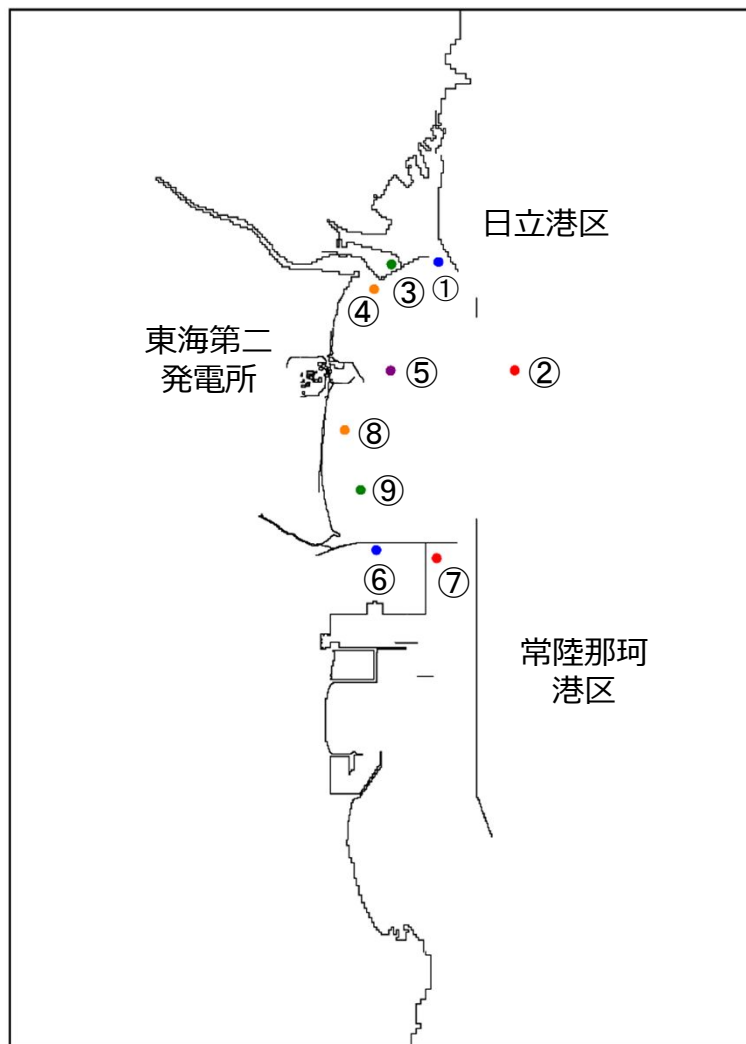 日立港区
①
③
④
東海第二
発電所
⑤
②
⑧
⑨
⑥
⑦
常陸那珂
港区